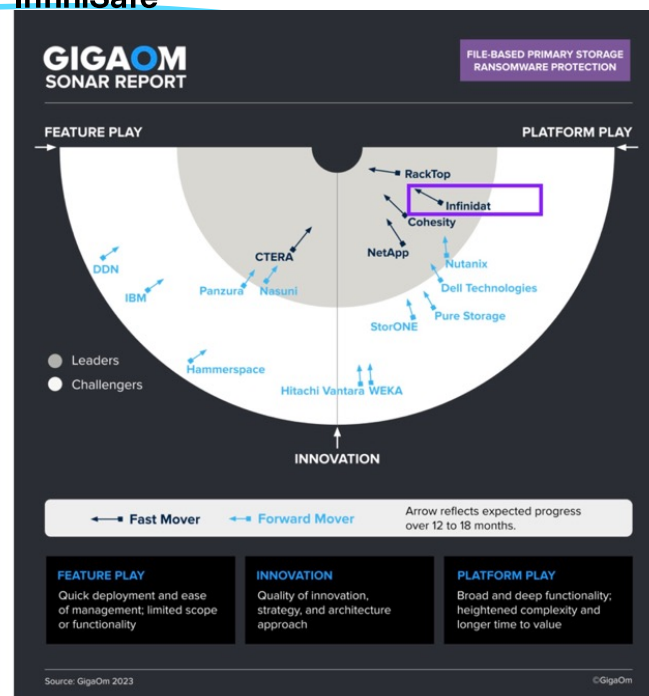 InfiniSafe
GIGAOM
SONAR REPORT
FILE-BASED PRIMARY STORAGE
RANSOMWARE PROTECTION
FEATURE PLAY
PLATFORM PLAY
RackTop
Infinidat
Cohesity
NetApp
CTERA
Nutanix
DDN
Dell Technologies
IBM
Panzura
Nasuni
Pure Storage
StorONE
Leaders
Hammerspace
Challengers
Hitachi Vantara
WEKA
INNOVATION
Fast Mover
Forward Mover
Arrow reflects expected progress
over 12 to 18 months.
FEATURE PLAY
Quick deployment and ease
of management; limited scope
or functionality
INNOVATION
Quality of innovation,
strategy, and architecture
approach
PLATFORM PLAY
Broad and deep functionality;
heightened complexity and
longer time to value
Source: GigaOm 2023
©GigaOm